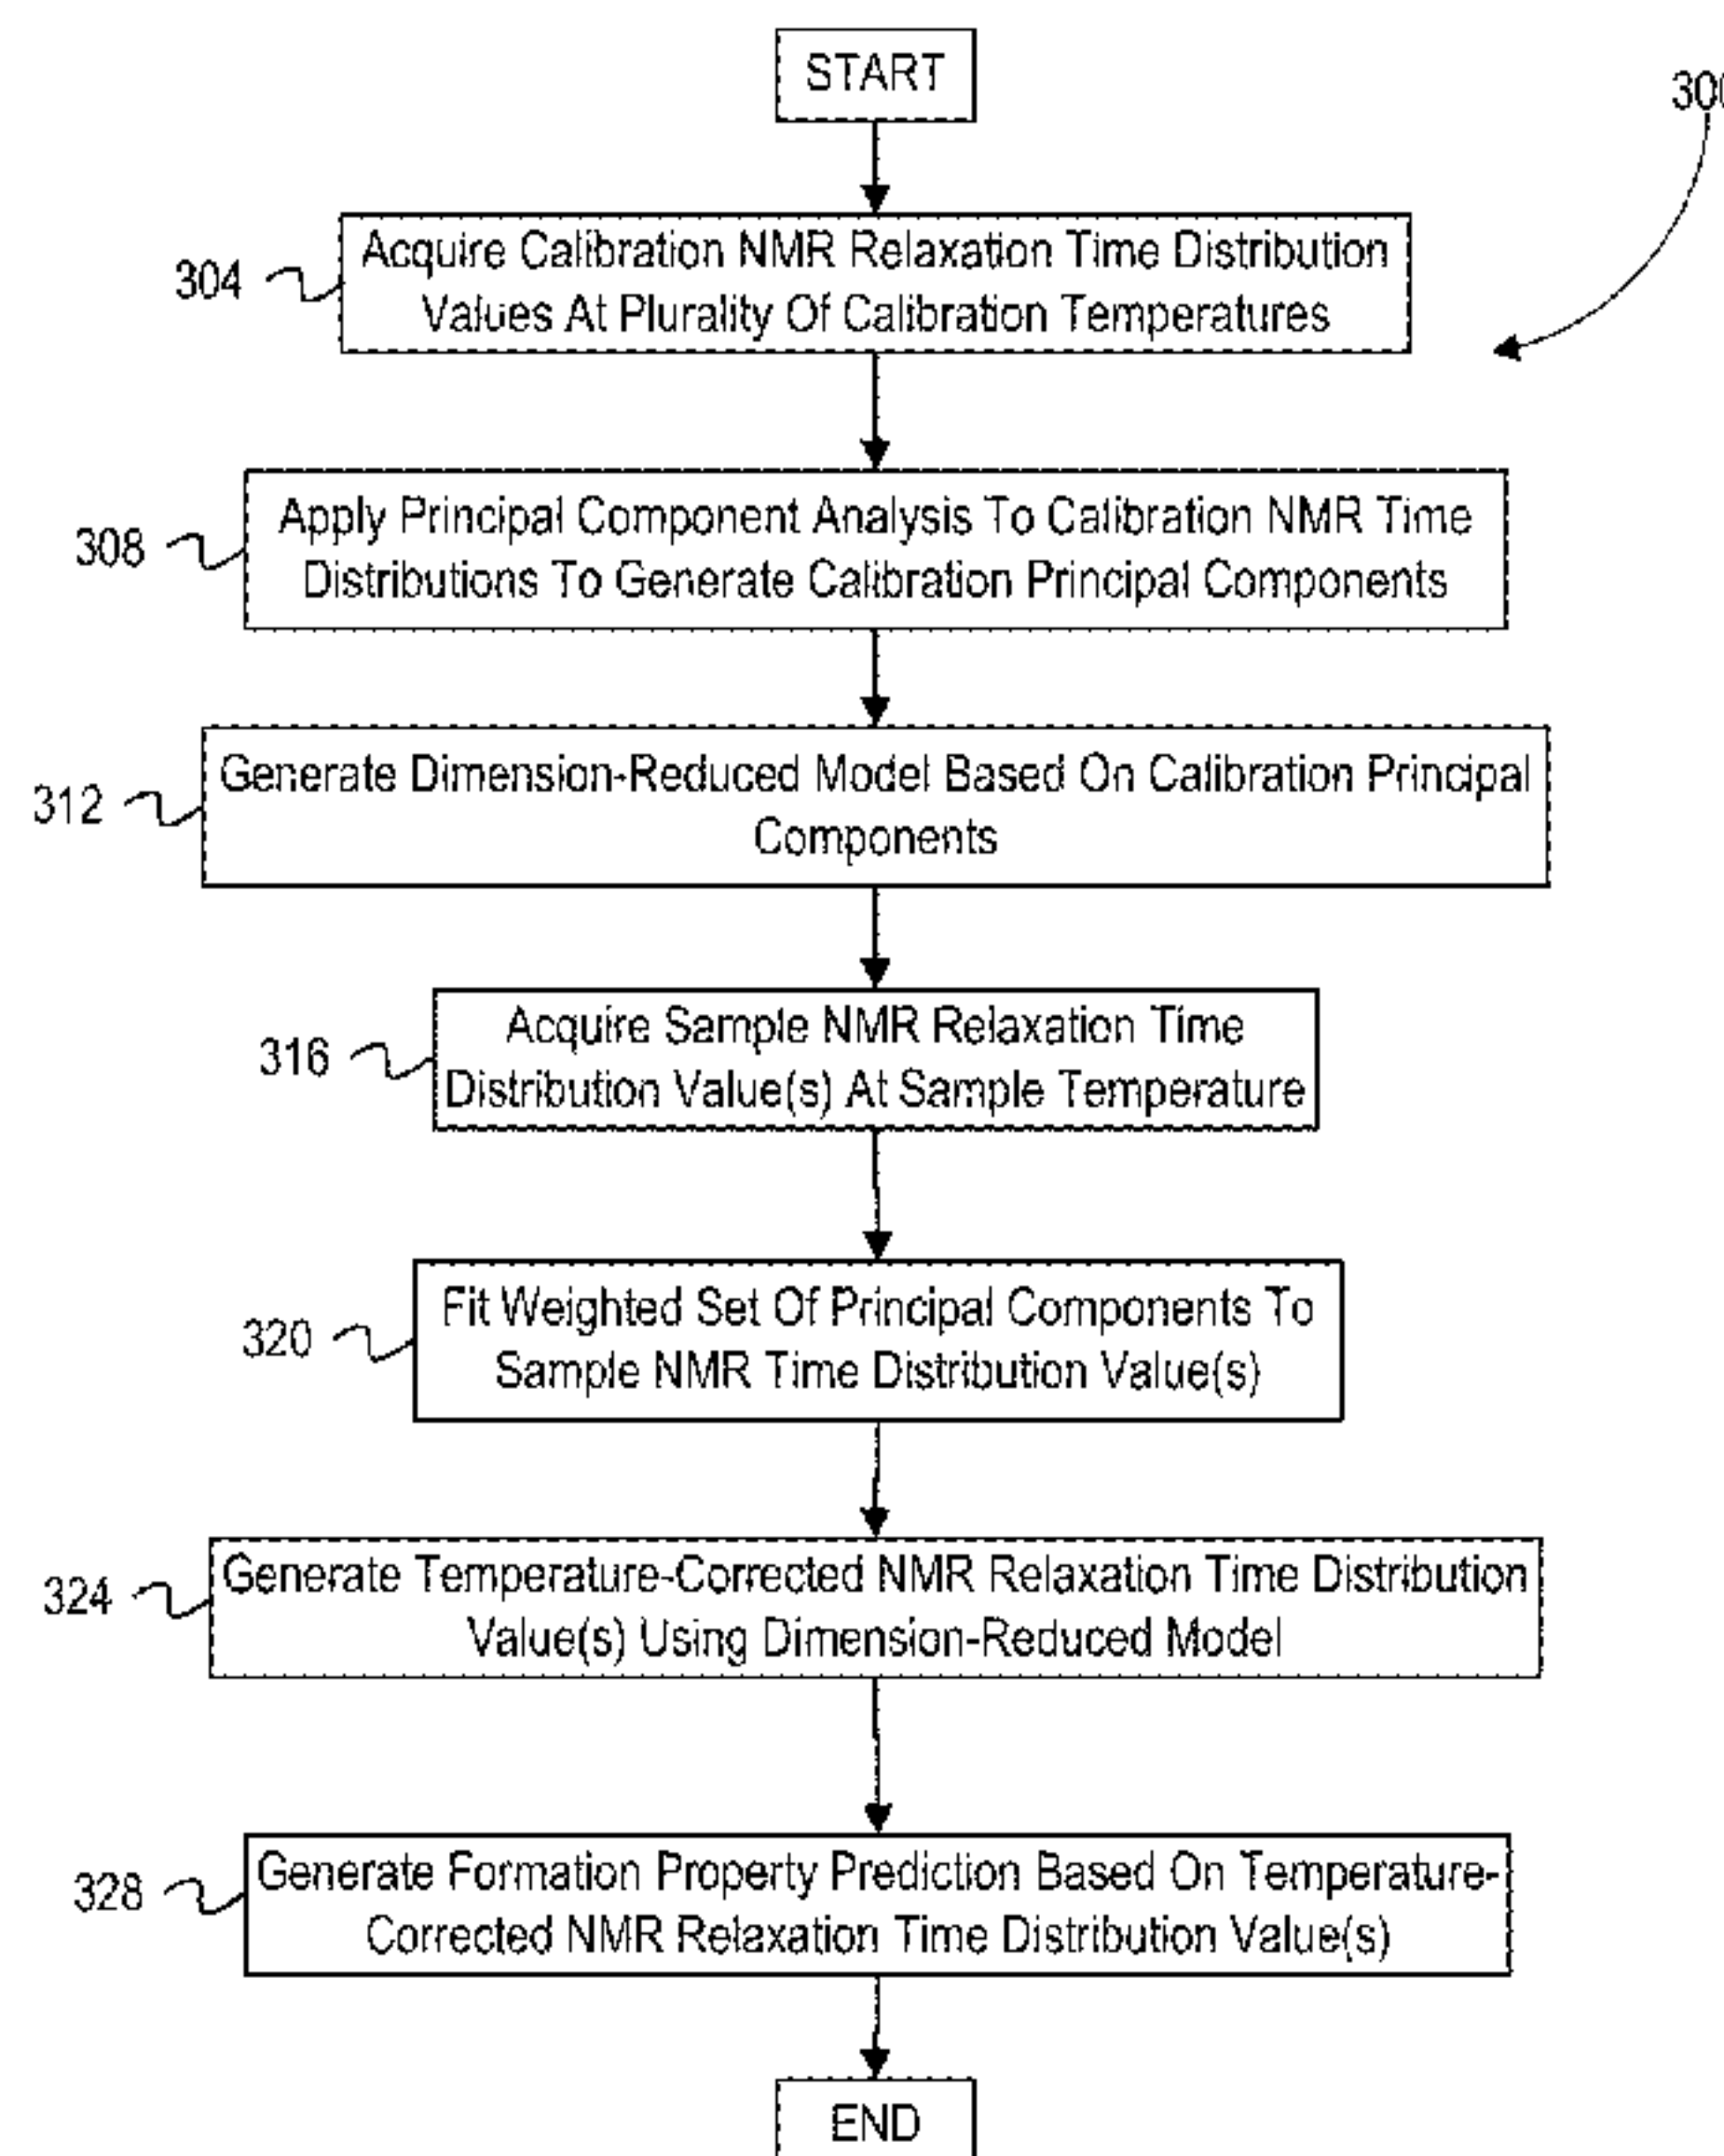 START
300
304
Acquire Calibration NMR Relaxation Time Distribution
Values At Plurality Of Calibration Temperatures
308
Apply Principal Component Analysis To Calibration NMR Time
Distributions To Generate Calibration Principal Components
312
Generate Dimension-Reduced Model Based On Calibration Principal
Components
316
Acquire Sample NMR Relaxation Time
Distribution Value(s) At Sample Temperature
320
Fit Weighted Set Of Principal Components To
Sample NMR Time Distribution Value(s)
324
Generate Temperature-Corrected NMR Relaxation Time Distribution
Value(s) Using Dimension-Reduced Model
328
Generate Formation Property Prediction Based On Temperature-
Corrected NMR Relaxation Time Distribution Value(s)
END